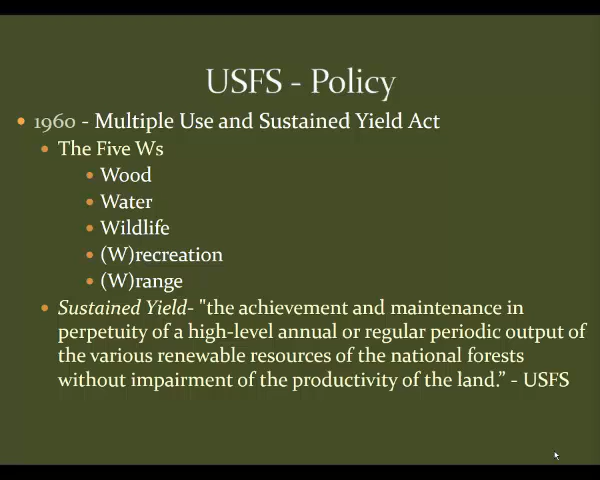 USFS - Policy
• 1960 - Multiple Use and Sustained Yield Act
• The Five Ws
• Wood
• Water
• Wildlife
• (W)recreation
• (W)range
• Sustained Yield- "the achievement and maintenance in
perpetuity of a high-level annual or regular periodic output of
the various renewable resources of the national forests
without impairment of the productivity of the land.” - USFS